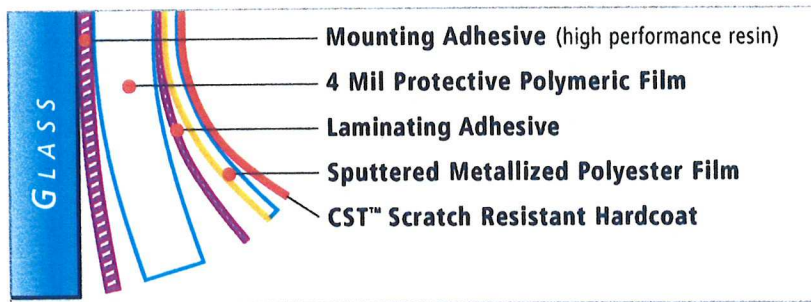 GLASS
Mounting Adhesive (high performance resin)
4 Mil Protective Polymeric Film
Laminating Adhesive
Sputtered Metallized Polyester Film
CST™ Scratch Resistant Hardcoat